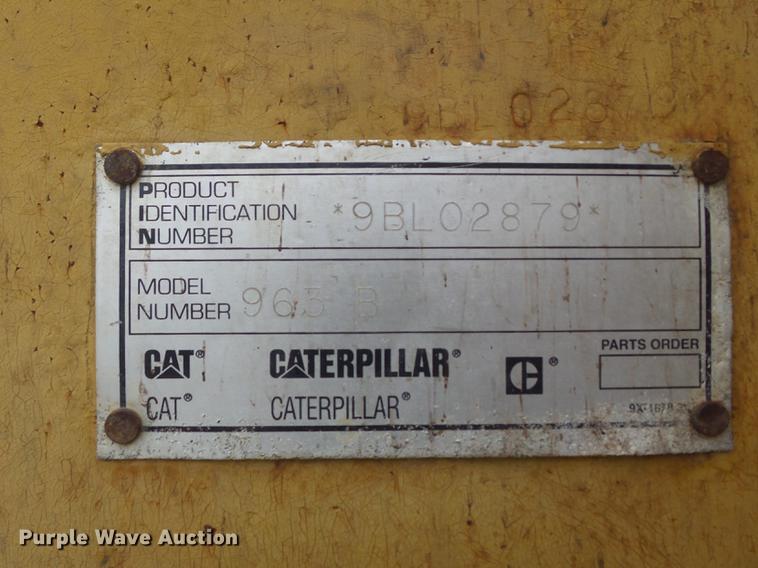 9BL02879
PRODUCT
IDENTIFICATION
NUMBER
*9BL02879*
MODEL
NUMBER
963 B
CAT®
CATERPILLAR®
®
PARTS ORDER
CAT®
CATERPILLAR®
Purple Wave Auction®